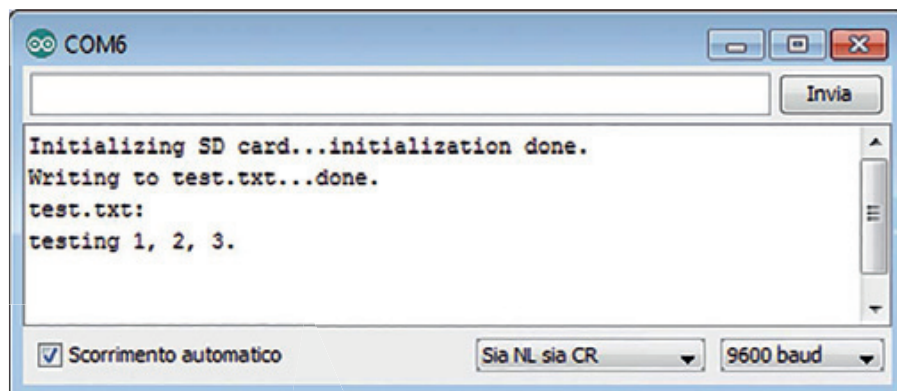 COM6
Invia
Initializing SD card...initialization done.
Writing to test.txt...done.
test.txt:
testing 1, 2, 3.
Scorrimento automatico
Sia NL sia CR
9600 baud